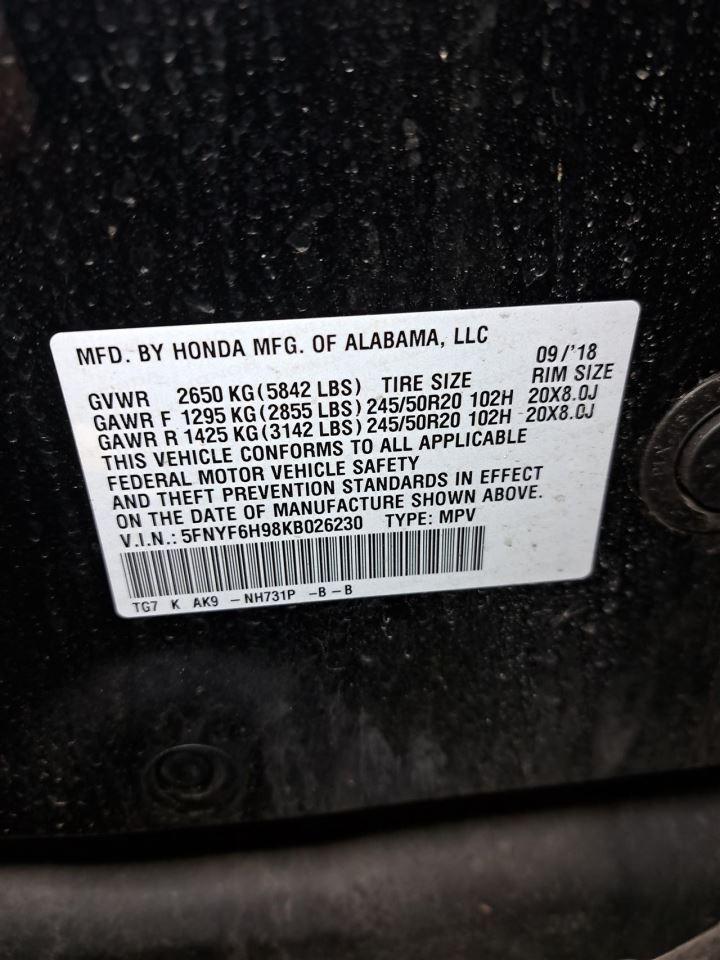 MFD. BY HONDA MFG. OF ALABAMA, LLC 09/'18
GVWR 2650 KG(5842 LBS) TIRE SIZE RIM SIZE
GAWR F 1295 KG(2855 LBS) 245/50R20 102H 20X8.0J
GAWR R 1425 KG(3142 LBS) 245/50R20 102H 20X8.0J
THIS VEHICLE CONFORMS TO ALL APPLICABLE
FEDERAL MOTOR VEHICLE SAFETY
AND THEFT PREVENTION STANDARDS IN EFFECT
ON THE DATE OF MANUFACTURE SHOWN ABOVE.
V.I.N.: 5FNYF6H98KB026230 TYPE: MPV
TG7 K AK9 -NH731P -B -B